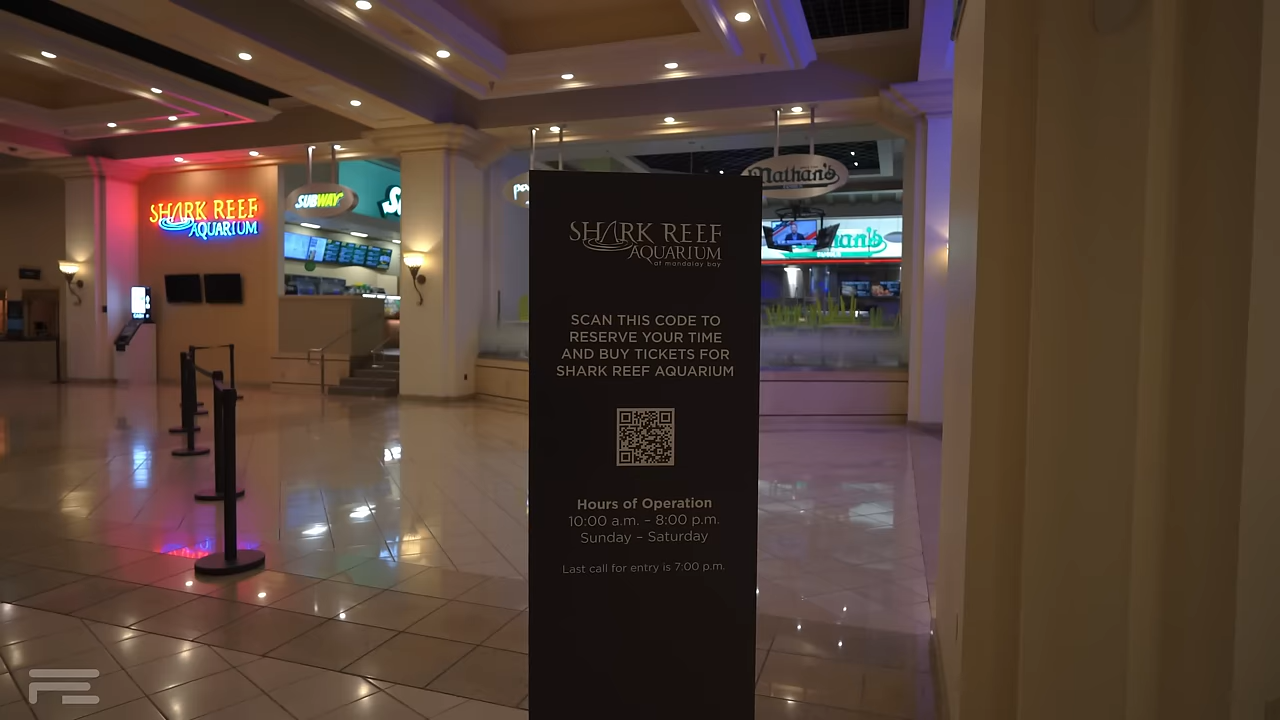 SHARK REEF
AQUARIUM
SUBWAY
Nathan's
SHARK REEF
AQUARIUM
at mandalay bay
SCAN THIS CODE TO
RESERVE YOUR TIME
AND BUY TICKETS FOR
SHARK REEF AQUARIUM
Hours of Operation
10:00 a.m. – 8:00 p.m.
Sunday – Saturday
Last call for entry is 7:00 p.m.